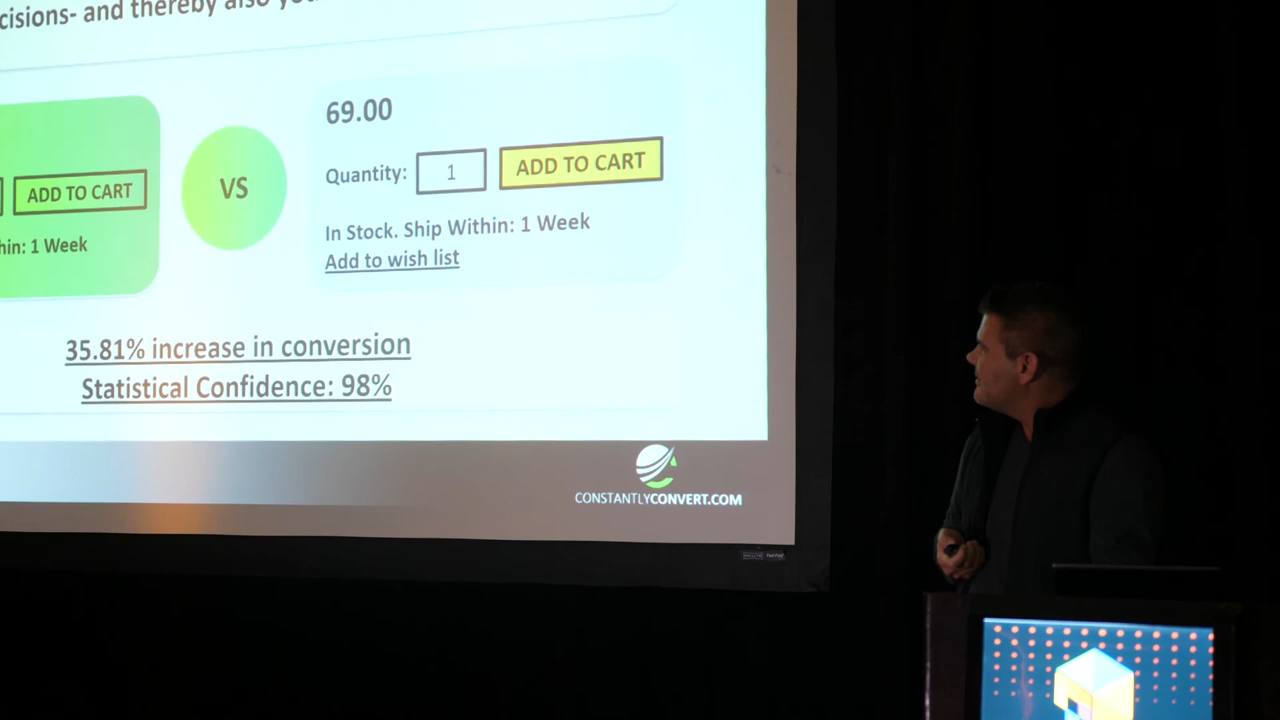 cisions- and thereby also
ADD TO CART
hin: 1 Week
VS
69.00
Quantity: 1 ADD TO CART
In Stock. Ship Within: 1 Week
Add to wish list
35.81% increase in conversion
Statistical Confidence: 98%
CONSTANTLYCONVERT.COM